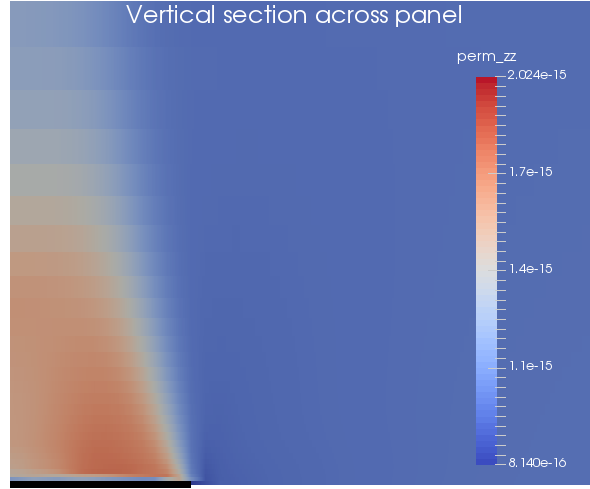 Vertical section across panel
perm_zz
2.024e-15
1.7e-15
1.4e-15
1.1e-15
8.140e-16